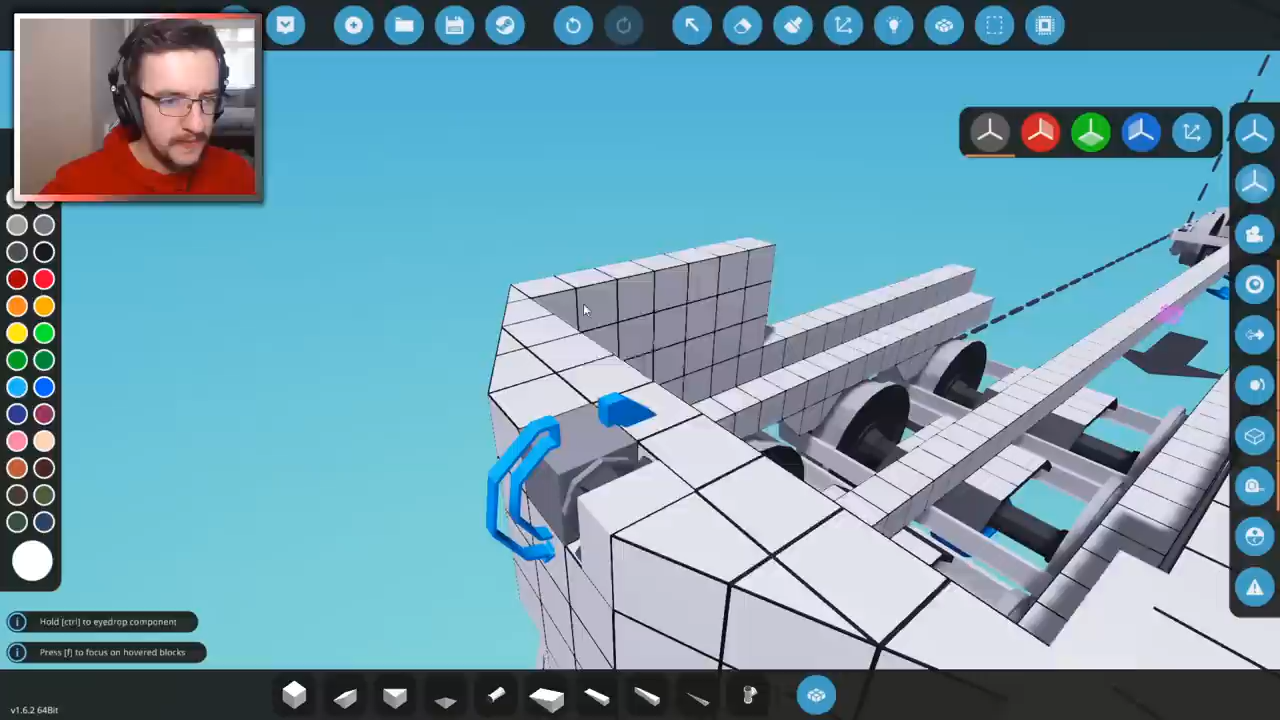 Hold [ctrl] to eyedrop component
Press [f] to focus on hovered blocks
v1.6.2 64Bit